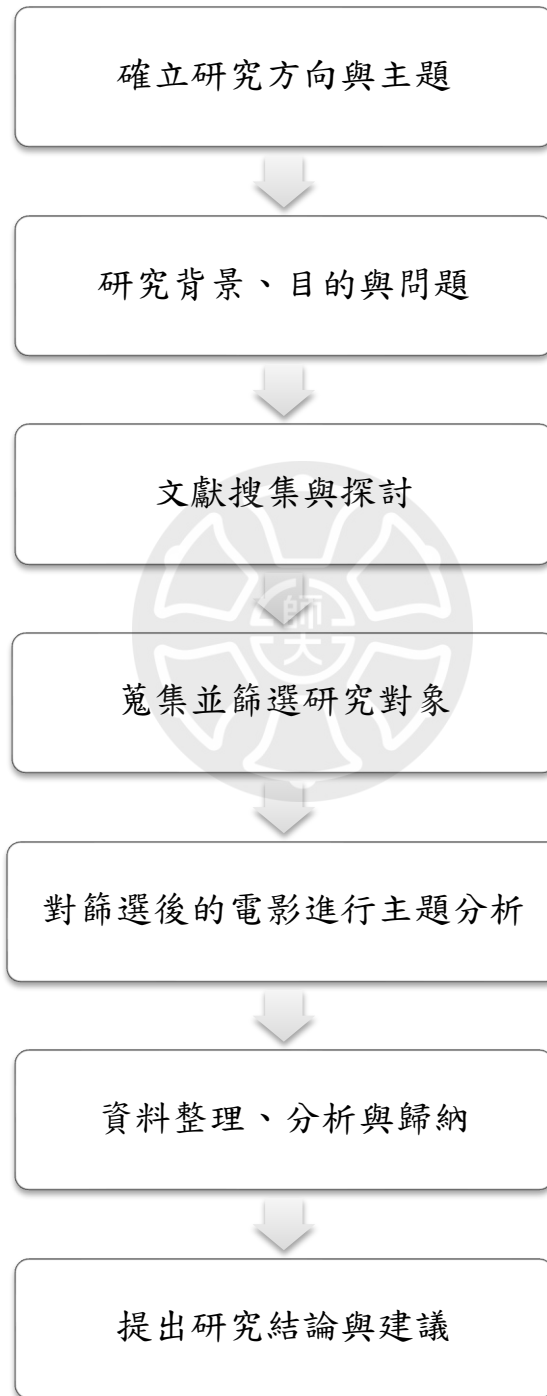 確立研究方向與主題
研究背景、目的與問題
文獻搜集與探討
師大
蒐集並篩選研究對象
對篩選後的電影進行主題分析
資料整理、分析與歸納
提出研究結論與建議